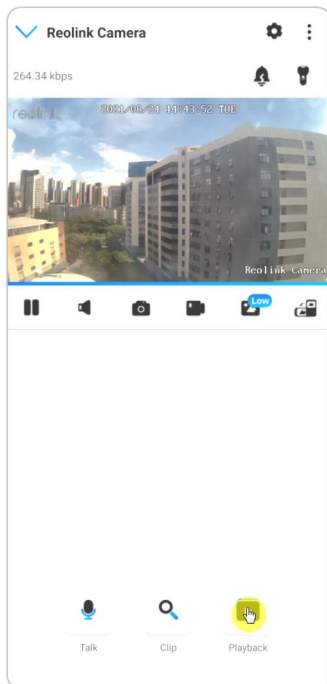 Reolink Camera
264.34 kbps
reolink
2021/08/24 14:43:52 TUE
Reolink Camera
Low
Talk
Clip
Playback